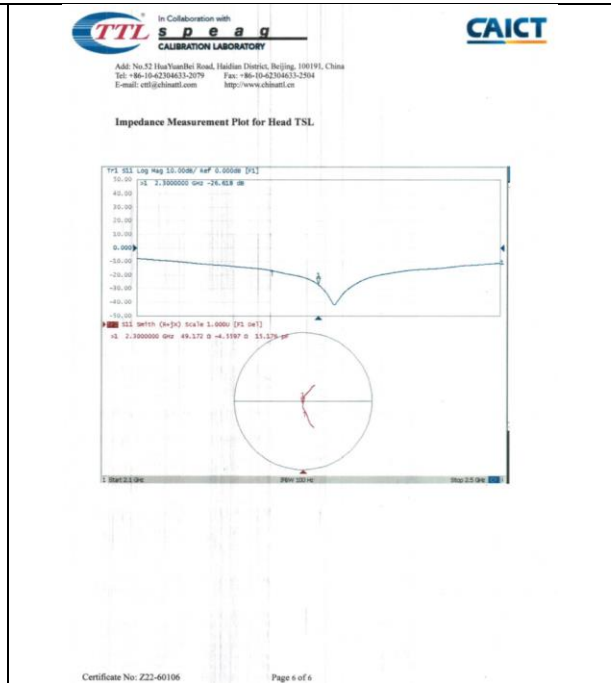 In Collaboration with
TTL
s p e a g
CALIBRATION LABORATORY
CAICT
Add: No.52 HuaYuanBei Road, Haidian District, Beijing, 100191, China
Tel: +86-10-62304633-2079 Fax: +86-10-62304633-2504
E-mail: cttl@chinattl.com http://www.chinattl.cn
Impedance Measurement Plot for Head TSL
Tr1 S11 Log Mag 10.00dB/ Ref 0.000dB [F1]
50.00
>1 2.3000000 GHz -26.618 dB
40.00
30.00
20.00
10.00
0.000
-10.00
-20.00
-30.00
-40.00
-50.00
S11 Smith (R+jX) Scale 1.000U [F1 Del]
>1 2.3000000 GHz 49.172 Ω -4.5597 Ω 15.176 pF
1 Start 2.1 GHz IFBW 100 Hz Stop 2.5 GHz
Certificate No: Z22-60106 Page 6 of 6